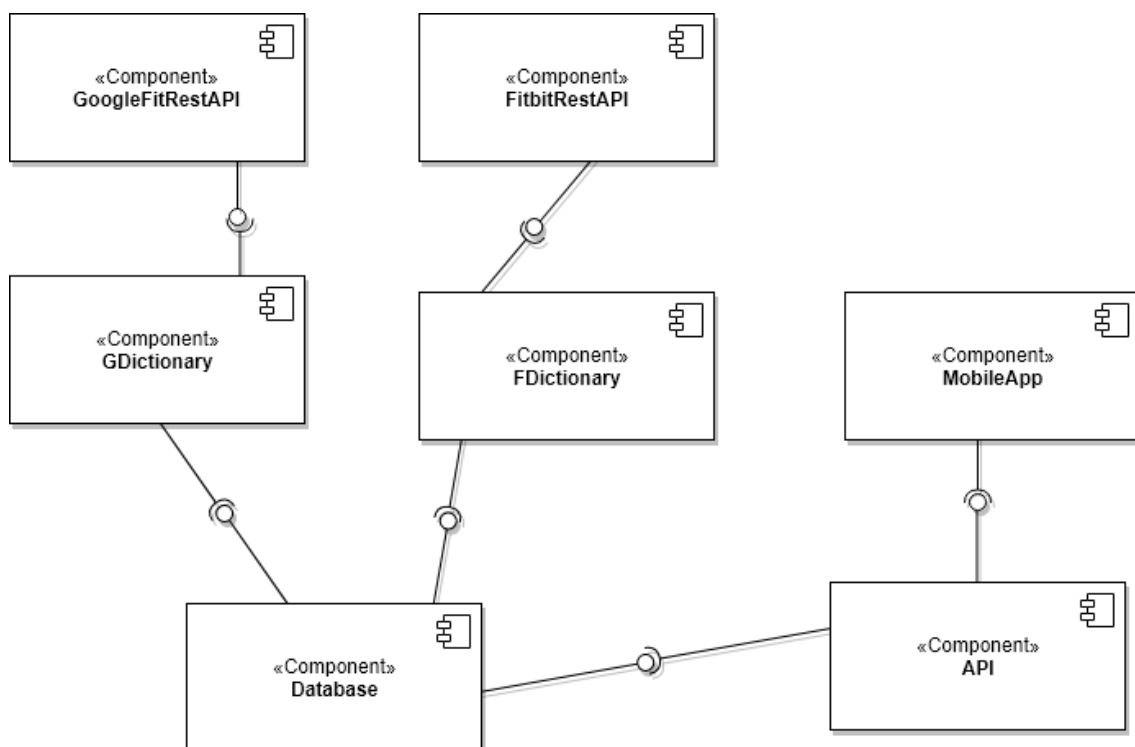 «Component»
GoogleFitRestAPI
«Component»
FitbitRestAPI
«Component»
GDictionary
«Component»
FDictionary
«Component»
MobileApp
«Component»
Database
«Component»
API